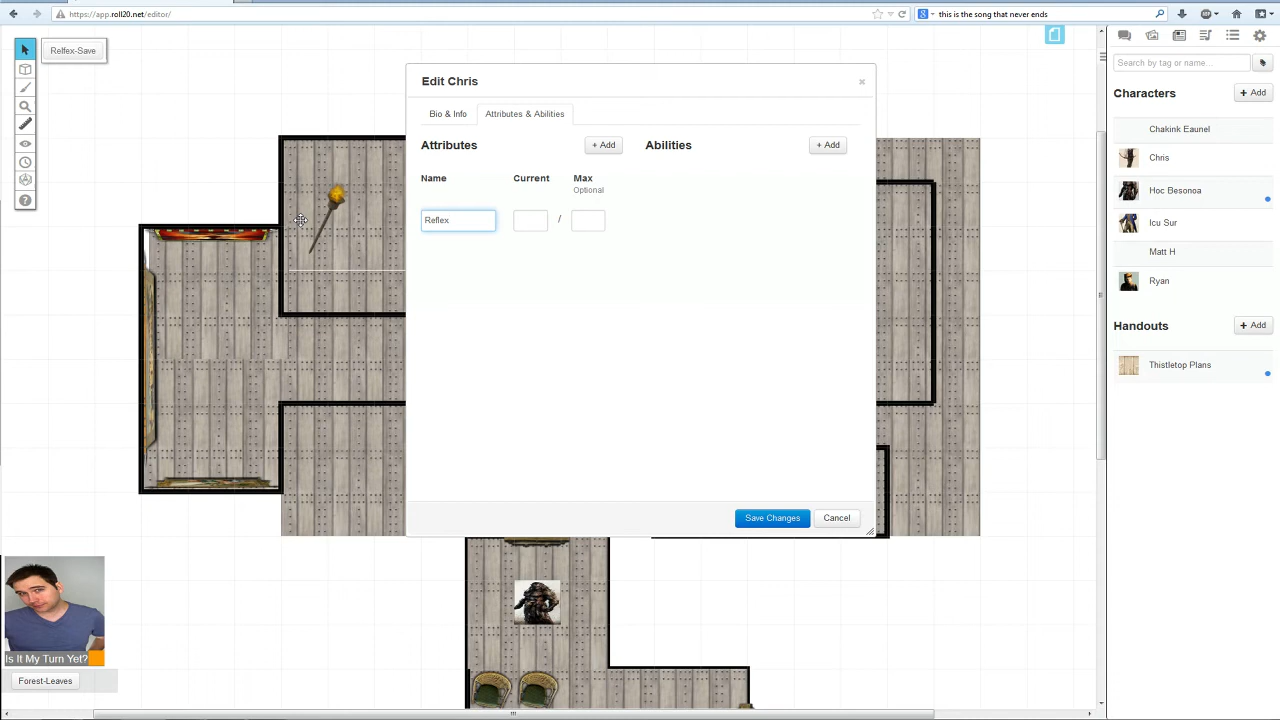 https://app.roll20.net/editor/
this is the song that never ends
Relfex-Save
Edit Chris
Bio & Info
Attributes & Abilities
Attributes
+ Add
Abilities
+ Add
Name
Current
Max
Optional
Reflex
/
Save Changes
Cancel
Search by tag or name...
Characters
+ Add
Chakink Eaunel
Chris
Hoc Besonoa
Icu Sur
Matt H
Ryan
Handouts
+ Add
Thistletop Plans
Is It My Turn Yet?
Forest-Leaves